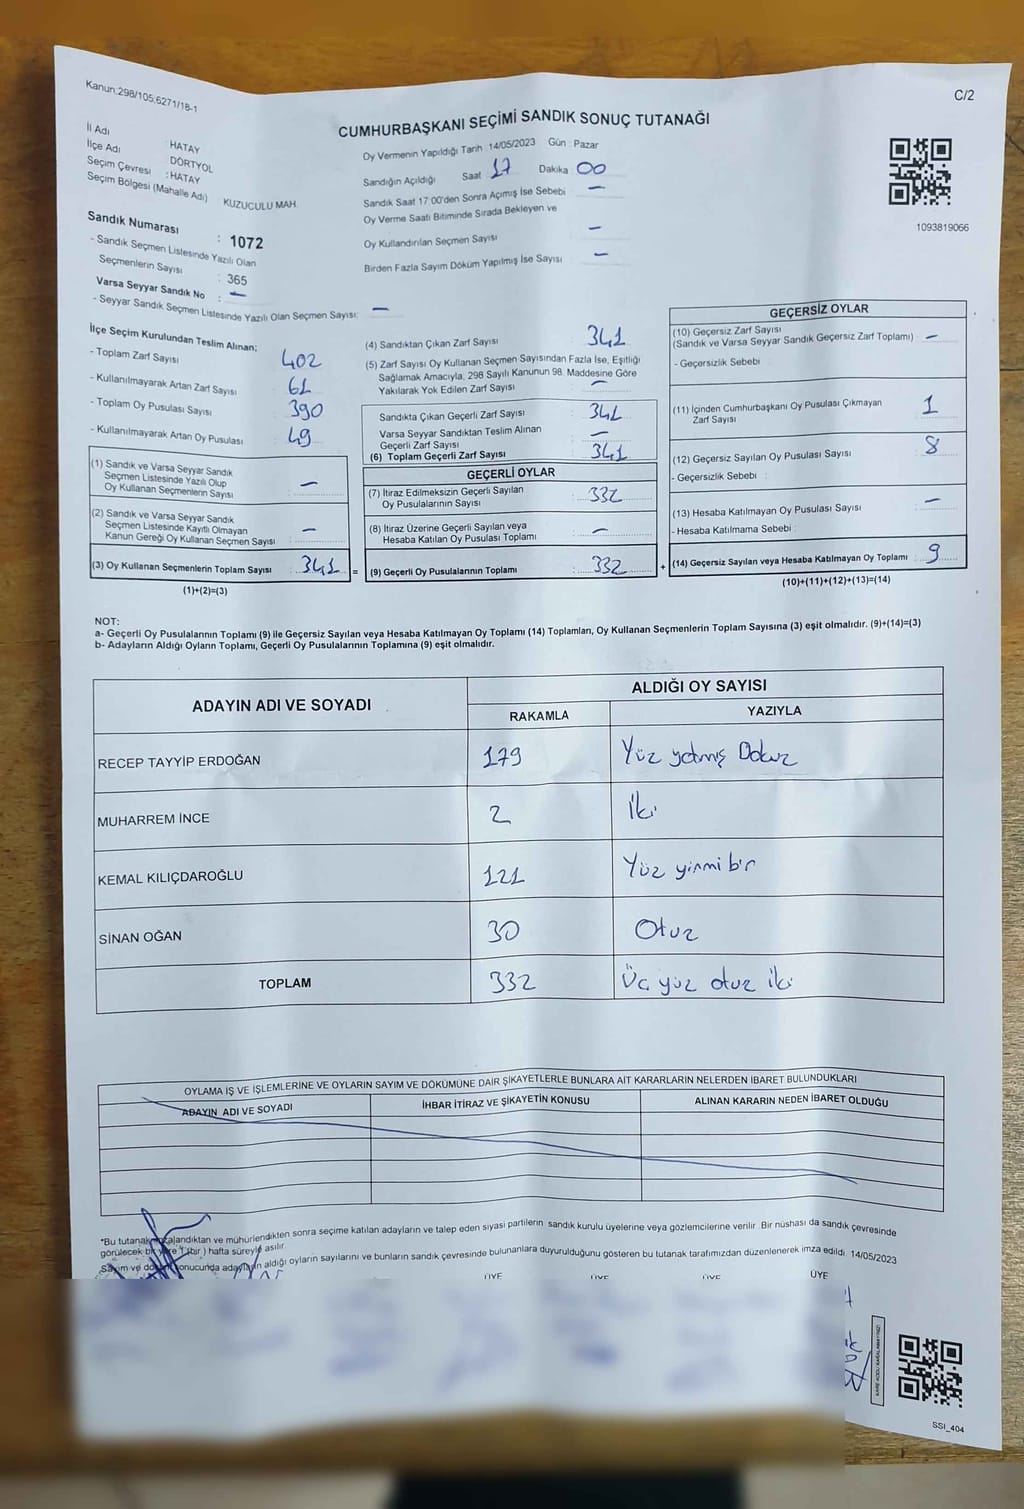 Kanun:298/105;6271/18-1
C/2
CUMHURBAŞKANI SEÇİMİ SANDIK SONUÇ TUTANAĞI
İl Adı HATAY
İlçe Adı DÖRTYOL
Seçim Çevresi : HATAY
Seçim Bölgesi (Mahalle Adı) KUZUCULU MAH.
Oy Vermenin Yapıldığı Tarih : 14/05/2023 Gün : Pazar
Sandığın Açıldığı Saat 17 Dakika 00
Sandık Saat 17:00'den Sonra Açımış İse Sebebi —
Oy Verme Saati Bitiminde Sırada Bekleyen ve
Oy Kullandırılan Seçmen Sayısı —
Birden Fazla Sayım Döküm Yapılmış İse Sayısı —
1093819066
Sandık Numarası : 1072
- Sandık Seçmen Listesinde Yazılı Olan
Seçmenlerin Sayısı : 365
Varsa Seyyar Sandık No : —
- Seyyar Sandık Seçmen Listesinde Yazılı Olan Seçmen Sayısı: —
İlçe Seçim Kurulundan Teslim Alınan;
- Toplam Zarf Sayısı 402
- Kullanılmayarak Artan Zarf Sayısı 61
- Toplam Oy Pusulası Sayısı 390
- Kullanılmayarak Artan Oy Pusulası 49
(1) Sandık ve Varsa Seyyar Sandık
Seçmen Listesinde Yazılı Olup
Oy Kullanan Seçmenlerin Sayısı : —
(2) Sandık ve Varsa Seyyar Sandık
Seçmen Listesinde Kayıtlı Olmayan
Kanun Gereği Oy Kullanan Seçmen Sayısı : —
(3) Oy Kullanan Seçmenlerin Toplam Sayısı : 341
(1)+(2)=(3)
(4) Sandıktan Çıkan Zarf Sayısı 341
(5) Zarf Sayısı Oy Kullanan Seçmen Sayısından Fazla İse, Eşitliği
Sağlamak Amacıyla, 298 Sayılı Kanunun 98. Maddesine Göre
Yakılarak Yok Edilen Zarf Sayısı —
Sandıkta Çıkan Geçerli Zarf Sayısı : 341
Varsa Seyyar Sandıktan Teslim Alınan
Geçerli Zarf Sayısı : —
(6) Toplam Geçerli Zarf Sayısı : 341
GEÇERLİ OYLAR
(7) İtiraz Edilmeksizin Geçerli Sayılan
Oy Pusulalarının Sayısı : 332
(8) İtiraz Üzerine Geçerli Sayılan veya
Hesaba Katılan Oy Pusulası Toplamı : —
= (9) Geçerli Oy Pusulalarının Toplamı : 332
GEÇERSİZ OYLAR
(10) Geçersiz Zarf Sayısı
(Sandık ve Varsa Seyyar Sandık Geçersiz Zarf Toplamı) : —
- Geçersizlik Sebebi :
(11) İçinden Cumhurbaşkanı Oy Pusulası Çıkmayan
Zarf Sayısı : 1
(12) Geçersiz Sayılan Oy Pusulası Sayısı : 8
- Geçersizlik Sebebi :
(13) Hesaba Katılmayan Oy Pusulası Sayısı : —
- Hesaba Katılmama Sebebi :
+ (14) Geçersiz Sayılan veya Hesaba Katılmayan Oy Toplamı : 9
(10)+(11)+(12)+(13)=(14)
NOT:
a- Geçerli Oy Pusulalarının Toplamı (9) ile Geçersiz Sayılan veya Hesaba Katılmayan Oy Toplamı (14) Toplamları, Oy Kullanan Seçmenlerin Toplam Sayısına (3) eşit olmalıdır. (9)+(14)=(3)
b- Adayların Aldığı Oyların Toplamı, Geçerli Oy Pusulalarının Toplamına (9) eşit olmalıdır.
ADAYIN ADI VE SOYADI
ALDIĞI OY SAYISI
RAKAMLA YAZIYLA
RECEP TAYYİP ERDOĞAN 179 Yüz yetmiş Dokuz
MUHARREM İNCE 2 İki
KEMAL KILIÇDAROĞLU 121 Yüz yirmi bir
SİNAN OĞAN 30 Otuz
TOPLAM 332 Üç yüz otuz iki
OYLAMA İŞ VE İŞLEMLERİNE VE OYLARIN SAYIM VE DÖKÜMÜNE DAİR ŞİKAYETLERLE BUNLARA AİT KARARLARIN NELERDEN İBARET BULUNDUKLARI
ADAYIN ADI VE SOYADI İHBAR İTİRAZ VE ŞİKAYETİN KONUSU ALINAN KARARIN NEDEN İBARET OLDUĞU
*Bu tutanak landıktan ve mühürlendikten sonra seçime katılan adayların ve talep eden siyasi partilerin sandık kurulu üyelerine veya gözlemcilerine verilir. Bir nüshası da sandık çevresinde
görülecek bir yere 1 (bir) hafta süreyle asılır.
Sayım ve döküm sonucunda adayların aldığı oyların sayılarını ve bunların sandık çevresinde bulunanlara duyurulduğunu gösteren bu tutanak tarafımızdan düzenlenerek imza edildi. 14/05/2023
ÜYE ÜYE ÜYE ÜYE
SSİ_404